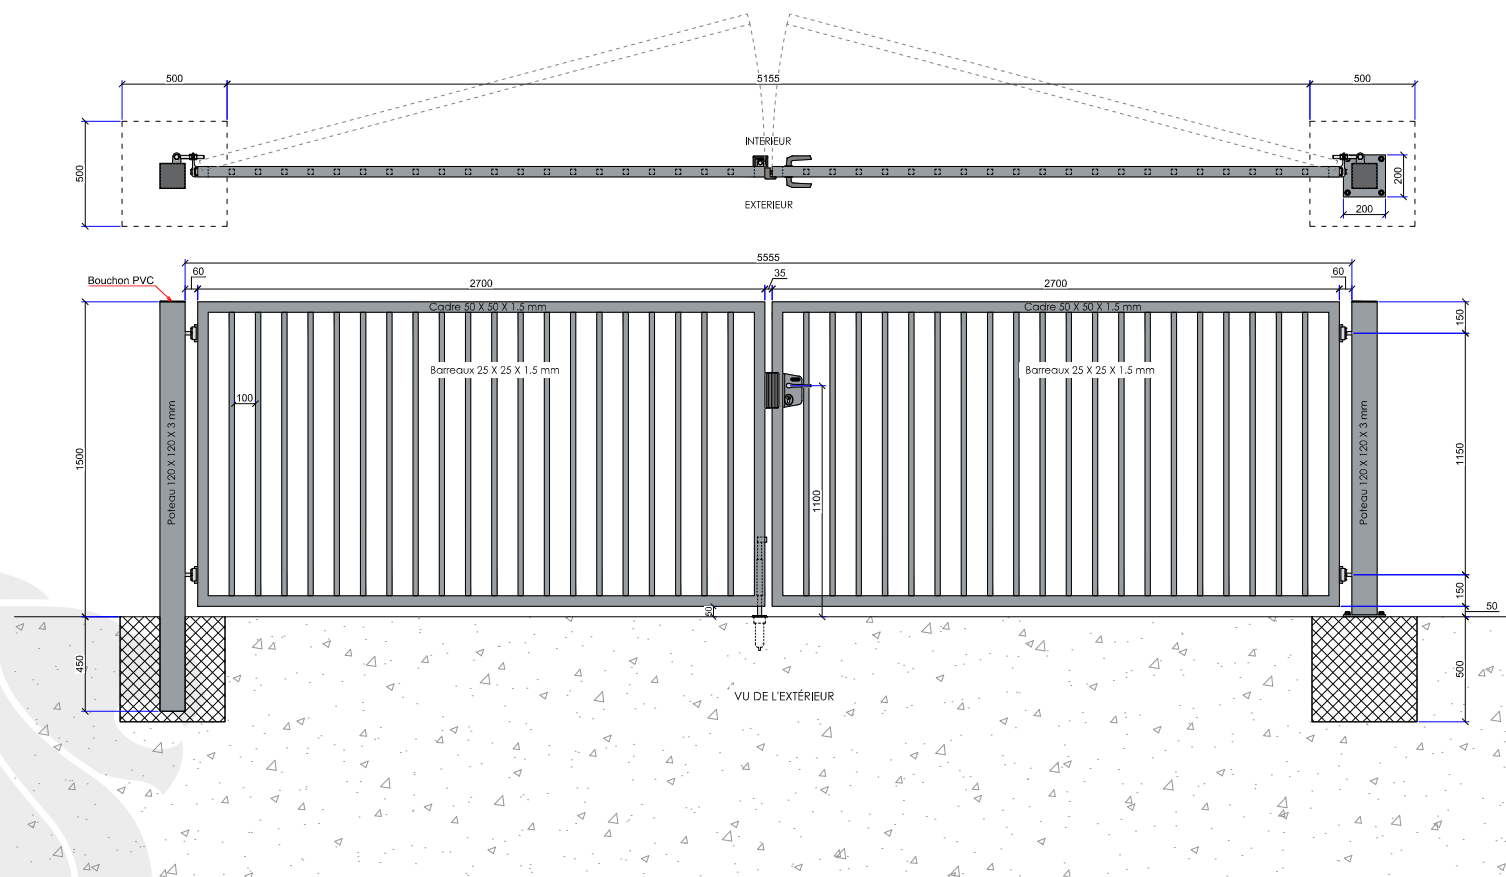 500
5155
500
INTERIEUR
500
200
EXTERIEUR
200
5555
Bouchon PVC
60
2700
35
2700
60
Cadre 50 X 50 X 1.5 mm
Cadre 50 X 50 X 1.5 mm
150
Barreaux 25 X 25 X 1.5 mm
Barreaux 25 X 25 X 1.5 mm
100
1500
Poteau 120 X 120 X 3 mm
1100
Poteau 120 X 120 X 3 mm
1150
150
50
50
450
500
VU DE L'EXTÉRIEUR